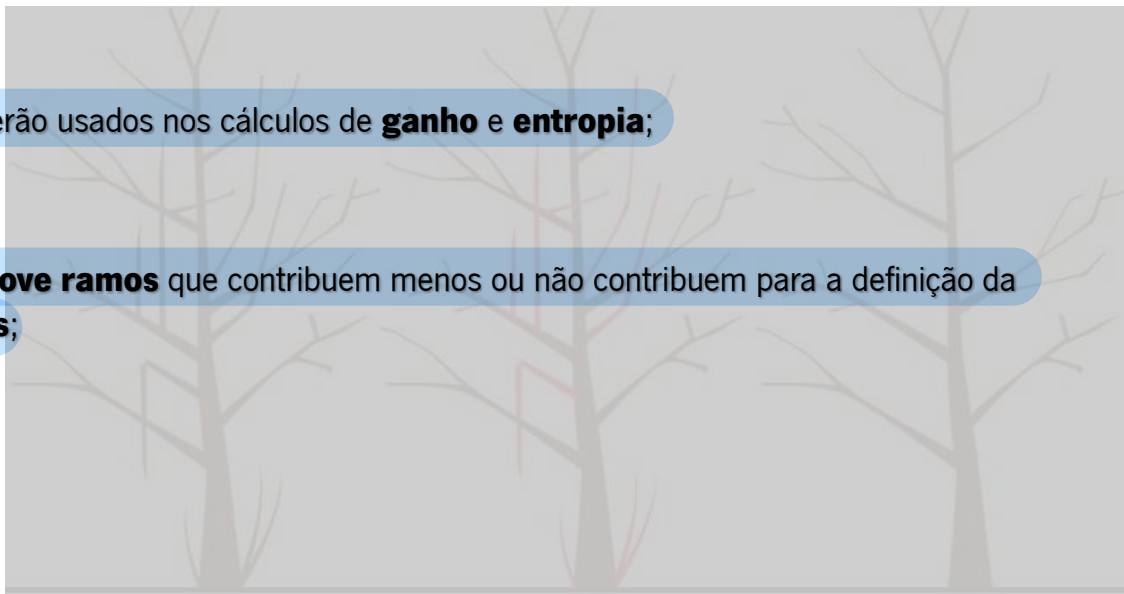 erão usados nos cálculos de ganho e entropia;
ove ramos que contribuem menos ou não contribuem para a definição da
s;